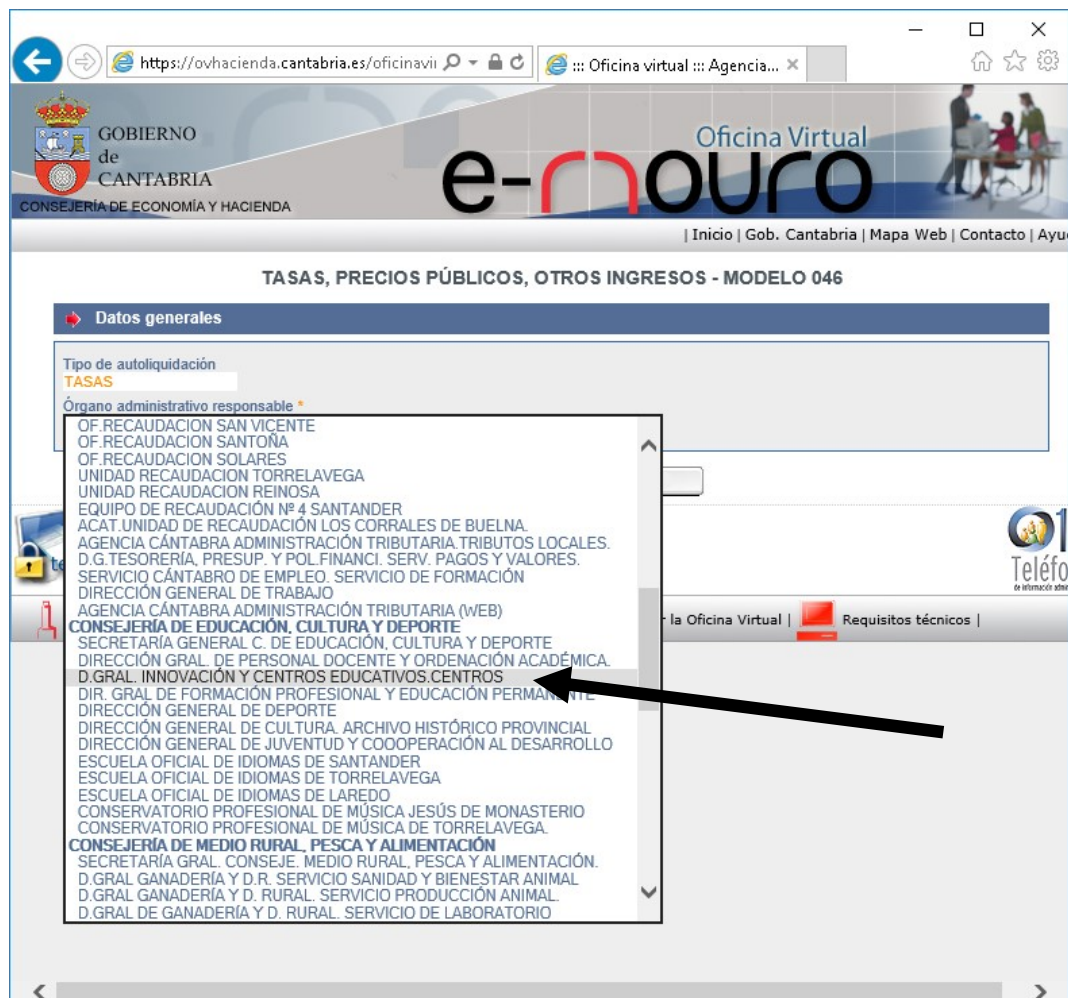 https://ovhacienda.cantabria.es/oficinavii
::: Oficina virtual ::: Agencia...
GOBIERNO
de
CANTABRIA
CONSEJERÍA DE ECONOMÍA Y HACIENDA
Oficina Virtual
e-mouro
| Inicio | Gob. Cantabria | Mapa Web | Contacto | Ayu
TASAS, PRECIOS PÚBLICOS, OTROS INGRESOS - MODELO 046
Datos generales
Tipo de autoliquidación
TASAS
Órgano administrativo responsable *
OF.RECAUDACION SAN VICENTE
OF.RECAUDACION SANTOÑA
OF.RECAUDACION SOLARES
UNIDAD RECAUDACION TORRELAVEGA
UNIDAD RECAUDACION REINOSA
EQUIPO DE RECAUDACIÓN Nº 4 SANTANDER
ACAT.UNIDAD DE RECAUDACIÓN LOS CORRALES DE BUELNA.
AGENCIA CÁNTABRA ADMINISTRACIÓN TRIBUTARIA.TRIBUTOS LOCALES.
D.G.TESORERÍA, PRESUP. Y POL.FINANCI. SERV. PAGOS Y VALORES.
SERVICIO CÁNTABRO DE EMPLEO. SERVICIO DE FORMACIÓN
DIRECCIÓN GENERAL DE TRABAJO
AGENCIA CÁNTABRA ADMINISTRACIÓN TRIBUTARIA (WEB)
CONSEJERÍA DE EDUCACIÓN, CULTURA Y DEPORTE
SECRETARÍA GENERAL C. DE EDUCACIÓN, CULTURA Y DEPORTE
DIRECCIÓN GRAL. DE PERSONAL DOCENTE Y ORDENACIÓN ACADÉMICA.
D.GRAL. INNOVACIÓN Y CENTROS EDUCATIVOS.CENTROS
DIR. GRAL DE FORMACIÓN PROFESIONAL Y EDUCACIÓN PERMANENTE
DIRECCIÓN GENERAL DE DEPORTE
DIRECCIÓN GENERAL DE CULTURA. ARCHIVO HISTÓRICO PROVINCIAL
DIRECCIÓN GENERAL DE JUVENTUD Y COOOPERACIÓN AL DESARROLLO
ESCUELA OFICIAL DE IDIOMAS DE SANTANDER
ESCUELA OFICIAL DE IDIOMAS DE TORRELAVEGA
ESCUELA OFICIAL DE IDIOMAS DE LAREDO
CONSERVATORIO PROFESIONAL DE MÚSICA JESÚS DE MONASTERIO
CONSERVATORIO PROFESIONAL DE MÚSICA DE TORRELAVEGA.
CONSEJERÍA DE MEDIO RURAL, PESCA Y ALIMENTACIÓN
SECRETARÍA GRAL. CONSEJE. MEDIO RURAL, PESCA Y ALIMENTACIÓN.
D.GRAL GANADERÍA Y D.R. SERVICIO SANIDAD Y BIENESTAR ANIMAL
D.GRAL GANADERÍA Y D. RURAL. SERVICIO PRODUCCIÓN ANIMAL.
D.GRAL DE GANADERÍA Y D. RURAL. SERVICIO DE LABORATORIO
te
1
Teléfo
la Oficina Virtual | Requisitos técnicos |